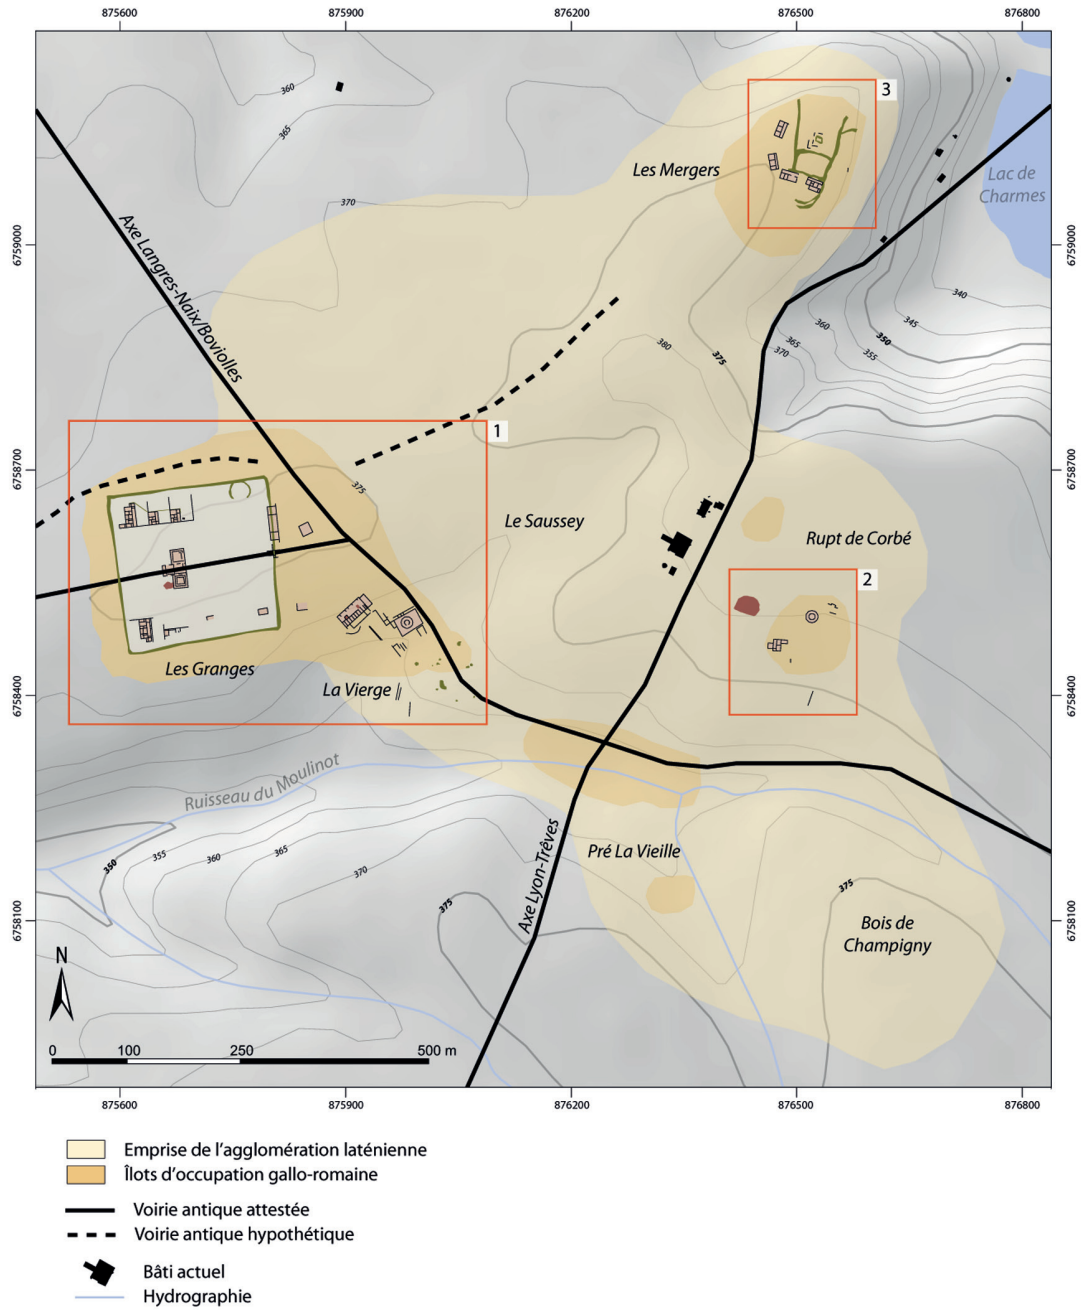 875600
875900
876200
876500
876800
360
365
370
3
Les Mergers
Lac de
Charmes
6759000
6759000
Axe Langres-Naix/Boviolles
340
345
350
355
360
365
370
380
375
1
6758700
6758700
375
Le Saussey
Rupt de Corbé
2
Les Granges
La Vierge
6758400
6758400
Ruisseau du Moulinot
350
355
360
365
370
375
Axe Lyon-Trêves
Pré La Vieille
375
Bois de
Champigny
6758100
6758100
N
0
100
250
500 m
875600
875900
876200
876500
876800
Emprise de l’agglomération laténienne
Îlots d’occupation gallo-romaine
Voirie antique attestée
Voirie antique hypothétique
Bâti actuel
Hydrographie